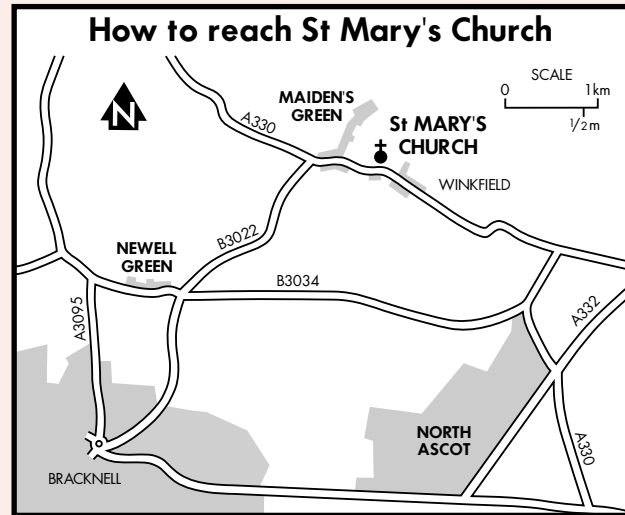 How to reach St Mary's Church
N
SCALE
0 1km
1/2m
MAIDEN'S
GREEN
A330
St MARY'S
CHURCH
WINKFIELD
B3022
NEWELL
GREEN
B3034
A3095
A332
NORTH
ASCOT
A330
BRACKNELL